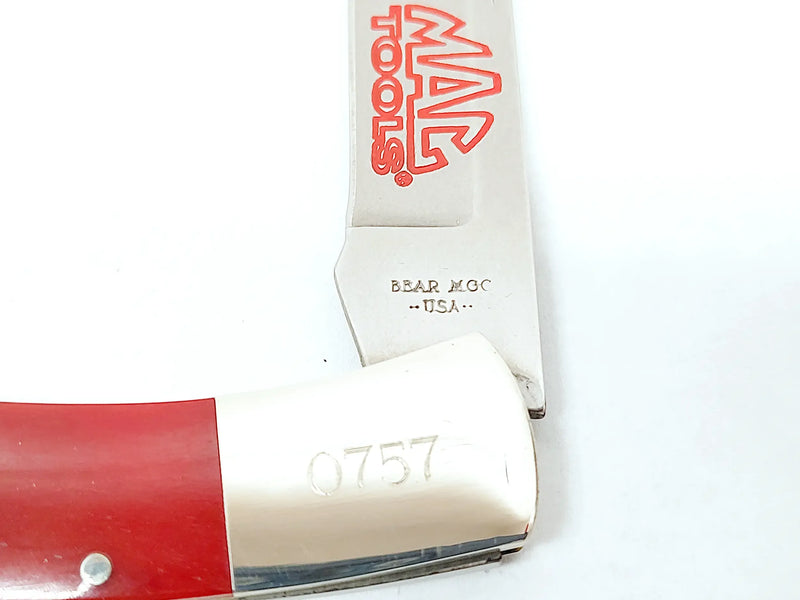 MAC
TOOLS®
BEAR MGC
--USA--
0757